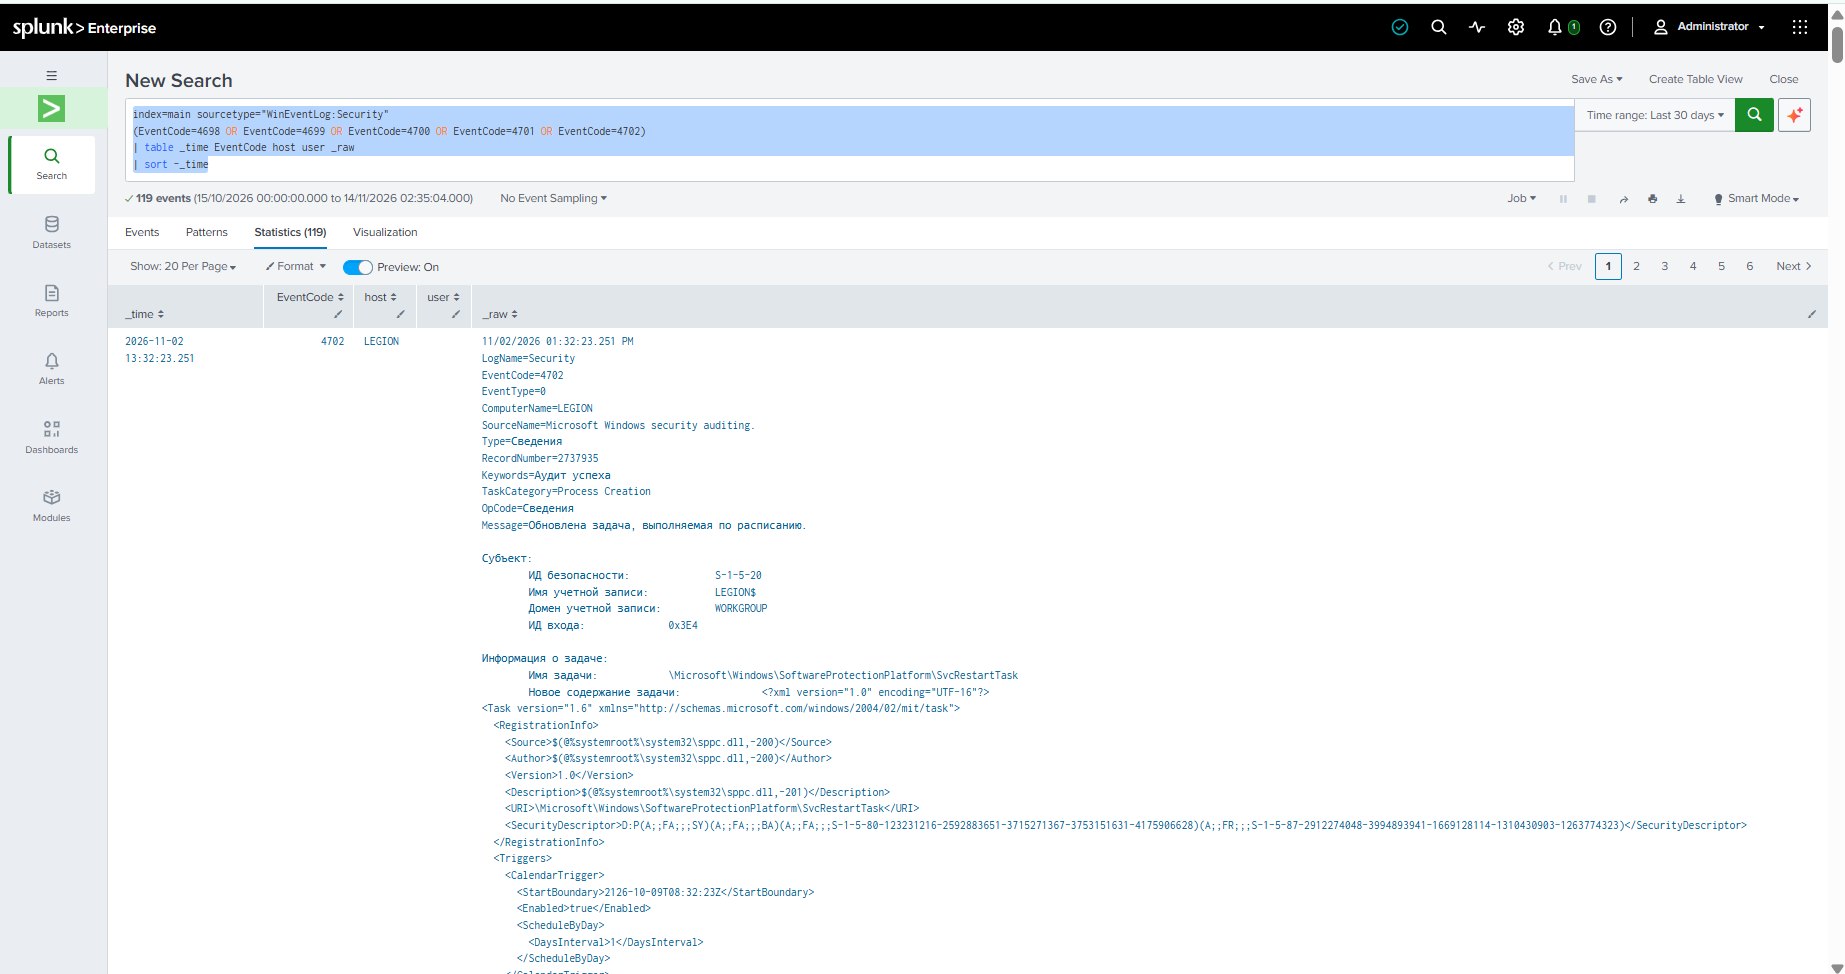 splunk> Enterprise
1
Administrator
New Search
Save As
Create Table View
Close
index=main sourcetype="WinEventLog:Security"
(EventCode=4698 OR EventCode=4699 OR EventCode=4700 OR EventCode=4701 OR EventCode=4702)
| table _time EventCode host user _raw
| sort -_time
Time range: Last 30 days
119 events (15/10/2026 00:00:00.000 to 14/11/2026 02:35:04.000)
No Event Sampling
Job
Smart Mode
Search
Datasets
Reports
Alerts
Dashboards
Modules
Events
Patterns
Statistics (119)
Visualization
Show: 20 Per Page
Format
Preview: On
< Prev
1
2
3
4
5
6
Next >
_time
EventCode
host
user
_raw
2026-11-02
13:32:23.251
4702
LEGION
11/02/2026 01:32:23.251 PM
LogName=Security
EventCode=4702
EventType=0
ComputerName=LEGION
SourceName=Microsoft Windows security auditing.
Type=Сведения
RecordNumber=2737935
Keywords=Аудит успеха
TaskCategory=Process Creation
OpCode=Сведения
Message=Обновлена задача, выполняемая по расписанию.
Субъект:
ИД безопасности: S-1-5-20
Имя учетной записи: LEGION$
Домен учетной записи: WORKGROUP
ИД входа: 0x3E4
Информация о задаче:
Имя задачи: \Microsoft\Windows\SoftwareProtectionPlatform\SvcRestartTask
Новое содержание задачи: <?xml version="1.0" encoding="UTF-16"?>
<Task version="1.6" xmlns="http://schemas.microsoft.com/windows/2004/02/mit/task">
<RegistrationInfo>
<Source>$(@%systemroot%\system32\sppc.dll,-200)</Source>
<Author>$(@%systemroot%\system32\sppc.dll,-200)</Author>
<Version>1.0</Version>
<Description>$(@%systemroot%\system32\sppc.dll,-201)</Description>
<URI>\Microsoft\Windows\SoftwareProtectionPlatform\SvcRestartTask</URI>
<SecurityDescriptor>D:P(A;;FA;;;SY)(A;;FA;;;BA)(A;;FA;;;S-1-5-80-123231216-2592883651-3715271367-3753151631-4175906628)(A;;FR;;;S-1-5-87-2912274048-3994893941-1669128114-1310430903-1263774323)</SecurityDescriptor>
</RegistrationInfo>
<Triggers>
<CalendarTrigger>
<StartBoundary>2126-10-09T08:32:23Z</StartBoundary>
<Enabled>true</Enabled>
<ScheduleByDay>
<DaysInterval>1</DaysInterval>
</ScheduleByDay>
</CalendarTrigger>